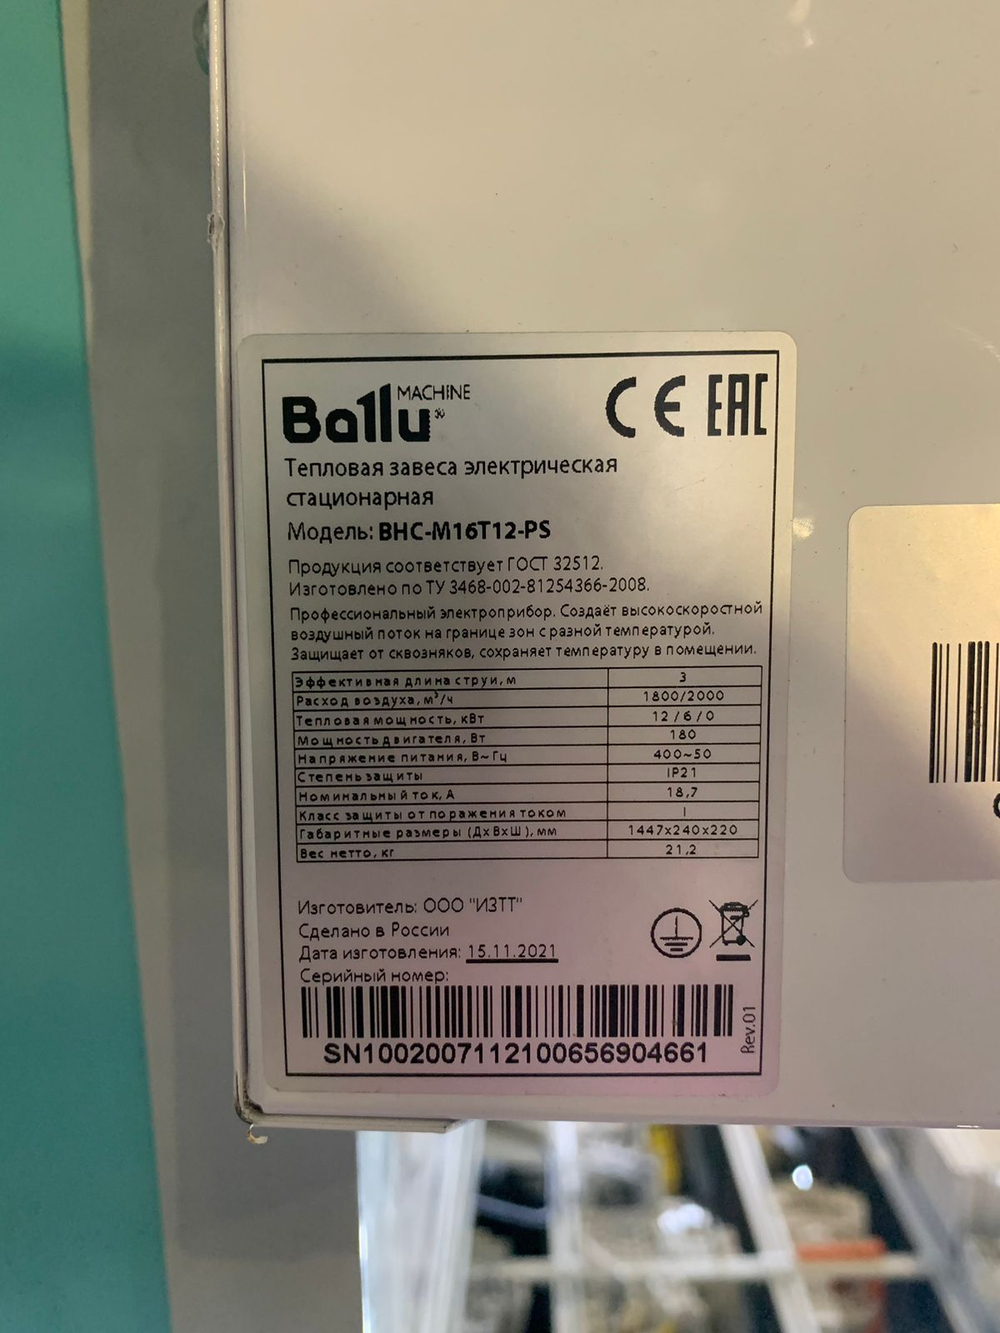 Ballu MACHINE ® CE EAC
Тепловая завеса электрическая
стационарная
Модель: BHC-M16T12-PS
Продукция соответствует ГОСТ 32512.
Изготовлено по ТУ 3468-002-81254366-2008.
Профессиональный электроприбор. Создаёт высокоскоростной
воздушный поток на границе зон с разной температурой.
Защищает от сквозняков, сохраняет температуру в помещении.
Эффективная длина струи, м 3
Расход воздуха, м³/ч 1800/2000
Тепловая мощность, кВт 12/6/0
Мощность двигателя, Вт 180
Напряжение питания, В~Гц 400~50
Степень защиты IP21
Номинальный ток, А 18,7
Класс защиты от поражения током I
Габаритные размеры (ДхВхШ), мм 1447х240х220
Вес нетто, кг 21,2
Изготовитель: ООО "ИЗТТ"
Сделано в России
Дата изготовления: 15.11.2021
Серийный номер:
SN1002007112100656904661
Rev.01